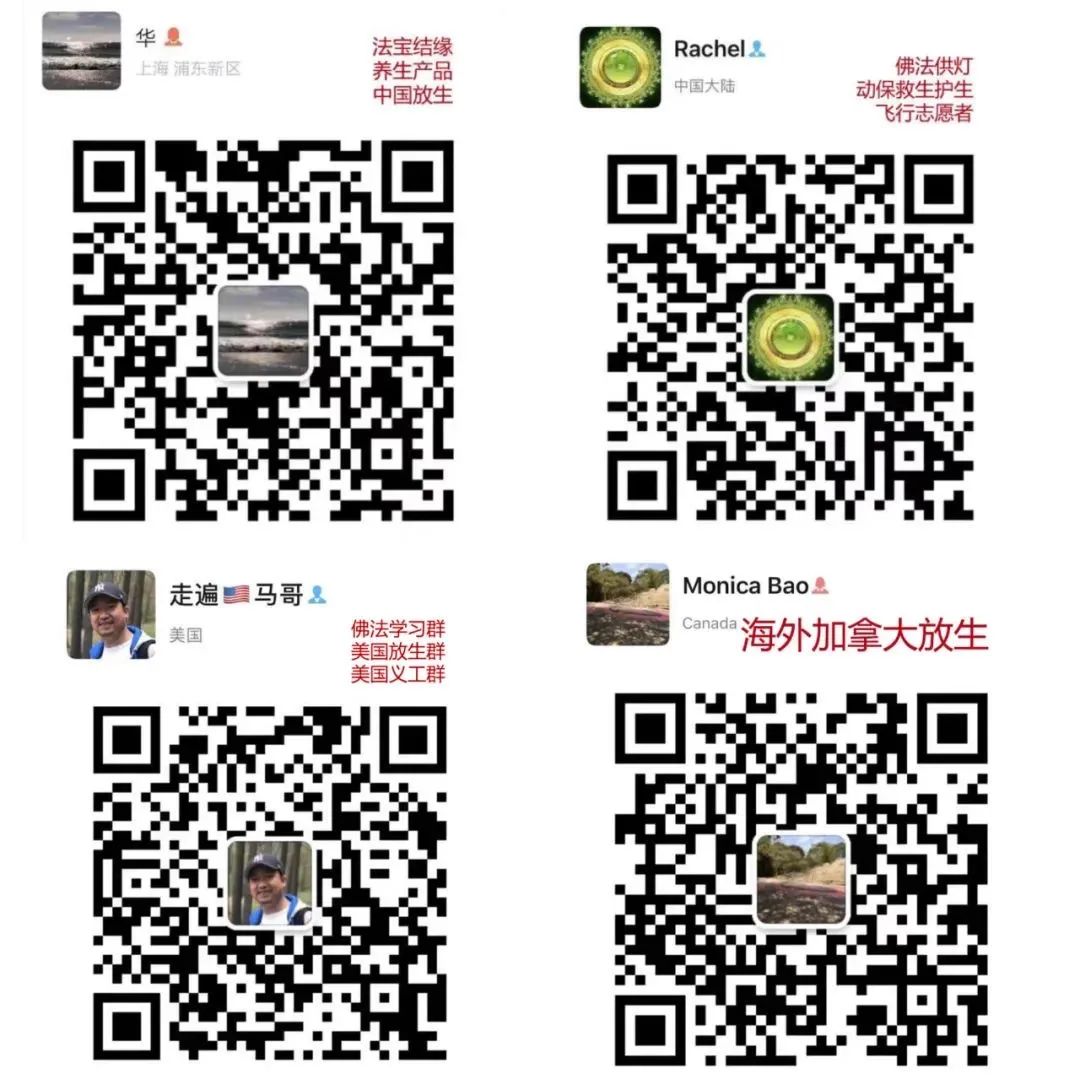 华
上海 浦东新区
法宝结缘
养生产品
中国放生
Rachel
中国大陆
佛法供灯
动保救生护生
飞行志愿者
走遍🇺🇸马哥
美国
佛法学习群
美国放生群
美国义工群
Monica Bao
Canada
海外加拿大放生